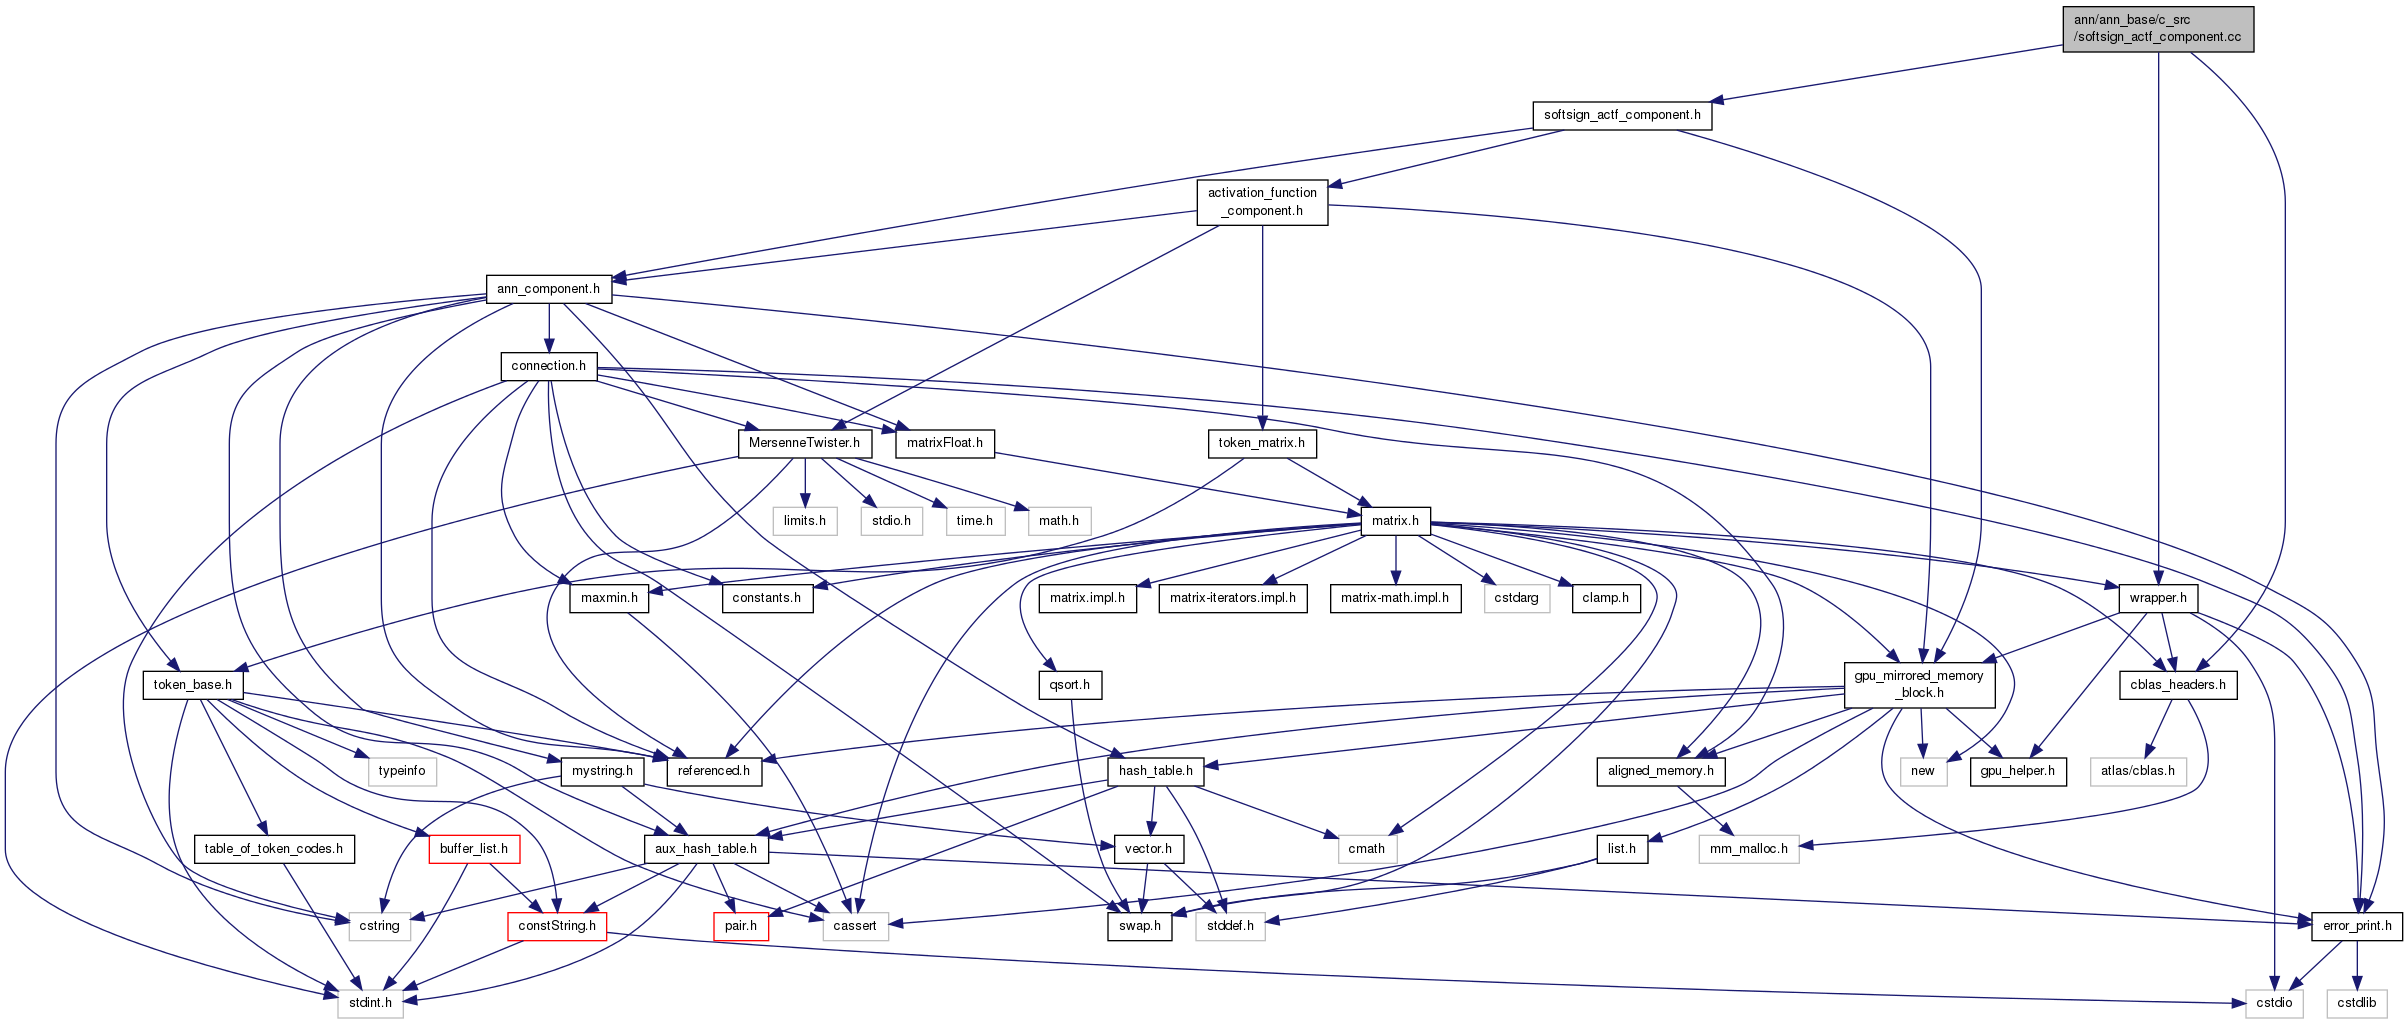 ann/ann_base/c_src
/softsign_actf_component.cc
softsign_actf_component.h
activation_function
_component.h
ann_component.h
connection.h
MersenneTwister.h
matrixFloat.h
token_matrix.h
limits.h
stdio.h
time.h
math.h
matrix.h
maxmin.h
constants.h
matrix.impl.h
matrix-iterators.impl.h
matrix-math.impl.h
cstdarg
clamp.h
wrapper.h
token_base.h
qsort.h
gpu_mirrored_memory
_block.h
cblas_headers.h
typeinfo
mystring.h
referenced.h
hash_table.h
aligned_memory.h
new
gpu_helper.h
atlas/cblas.h
table_of_token_codes.h
buffer_list.h
aux_hash_table.h
vector.h
cmath
list.h
mm_malloc.h
cstring
constString.h
pair.h
cassert
swap.h
stddef.h
error_print.h
stdint.h
cstdio
cstdlib